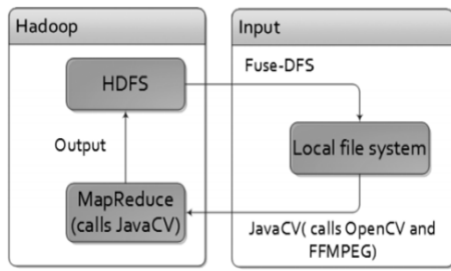 Hadoop
Input
HDFS
Fuse-DFS
Output
Local file system
MapReduce
(calls JavaCV)
JavaCV( calls OpenCV and
FFMPEG)